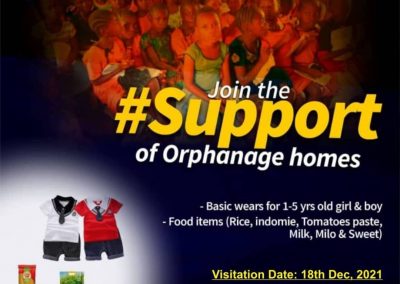 Join the
#Support
of Orphanage homes
- Basic wears for 1-5 yrs old girl & boy
- Food items (Rice, indomie, Tomatoes paste,
Milk, Milo & Sweet)
Visitation Date: 18th Dec, 2021